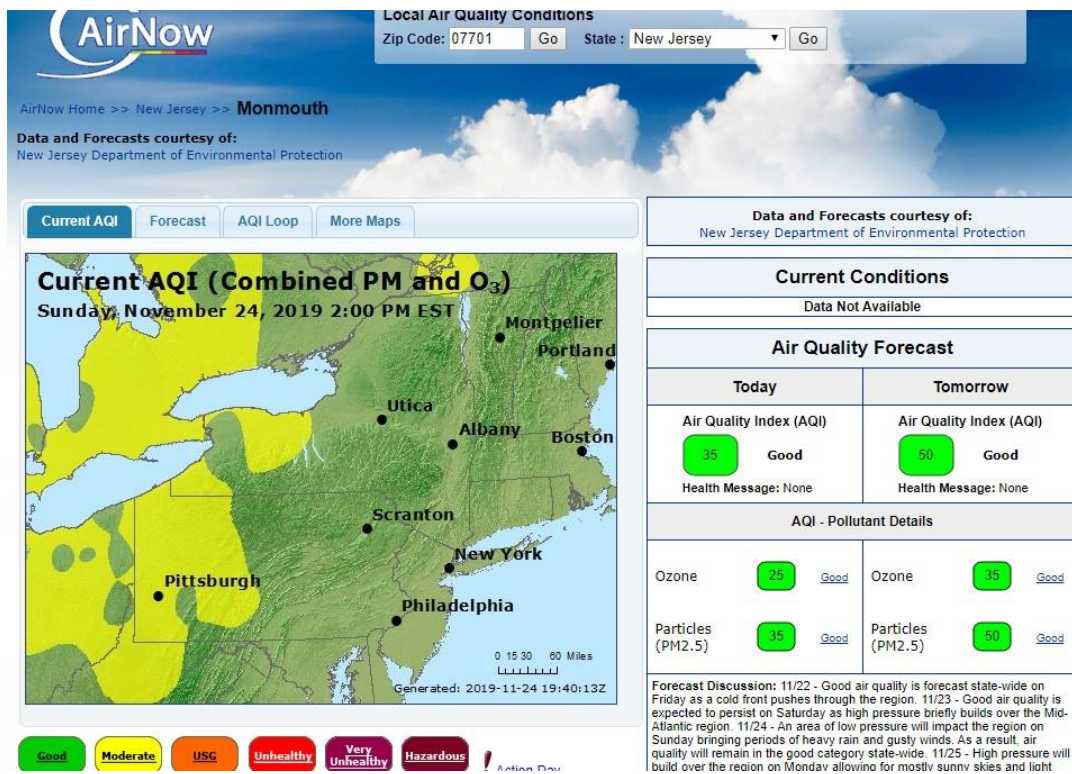 AirNow
Local Air Quality Conditions
Zip Code: 07701 Go State : New Jersey Go
AirNow Home >> New Jersey >> Monmouth
Data and Forecasts courtesy of:
New Jersey Department of Environmental Protection
Current AQI Forecast AQI Loop More Maps
Current AQI (Combined PM and O₃)
Sunday, November 24, 2019 2:00 PM EST
Montpelier
Portland
Utica
Albany
Boston
Scranton
New York
Pittsburgh
Philadelphia
0 15 30 60 Miles
Generated: 2019-11-24 19:40:13Z
Good Moderate USG Unhealthy Very Unhealthy Hazardous Action Day
Data and Forecasts courtesy of:
New Jersey Department of Environmental Protection
Current Conditions
Data Not Available
Air Quality Forecast
Today Tomorrow
Air Quality Index (AQI) Air Quality Index (AQI)
35 Good 50 Good
Health Message: None Health Message: None
AQI - Pollutant Details
Ozone 25 Good Ozone 35 Good
Particles (PM2.5) 35 Good Particles (PM2.5) 50 Good
Forecast Discussion: 11/22 - Good air quality is forecast state-wide on
Friday as a cold front pushes through the region. 11/23 - Good air quality is
expected to persist on Saturday as high pressure briefly builds over the Mid-
Atlantic region. 11/24 - An area of low pressure will impact the region on
Sunday bringing periods of heavy rain and gusty winds. As a result, air
quality will remain in the good category state-wide. 11/25 - High pressure will
build over the region on Monday allowing for mostly sunny skies and light